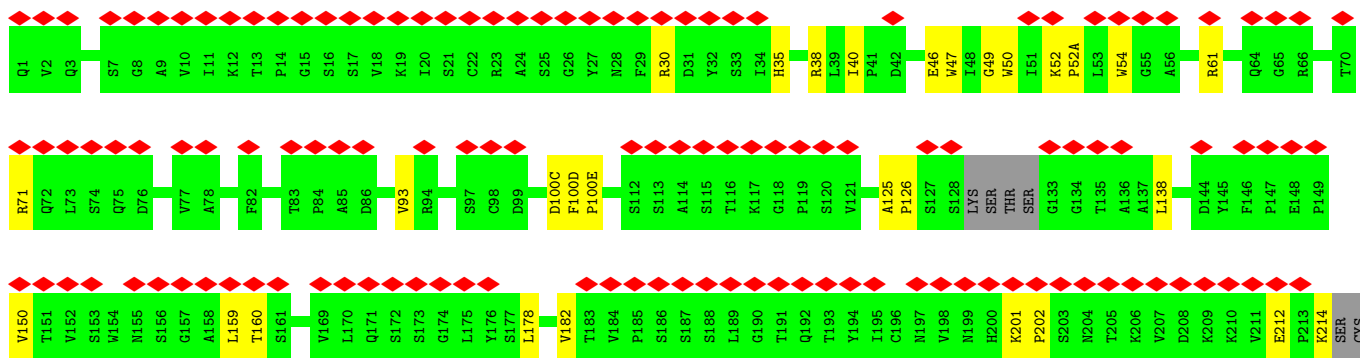 Q1 V2 Q3 S7 G8 A9 V10 I11 K12 T13 P14 G15 S16 S17 V18 K19 I20 S21 C22 R23 A24 S25 G26 Y27 N28 F29 R30 D31 Y32 S33 I34 H35 R38 L39 I40 P41 D42 E46 W47 I48 G49 W50 I51 K52 P52A L53 W54 G55 A56 R61 Q64 G65 R66 T70
R71 Q72 L73 S74 Q75 D76 V77 A78 F82 T83 P84 A85 D86 V93 R94 S97 C98 D99 D100C F100D P100E S112 S113 A114 S115 T116 K117 G118 P119 S120 V121 A125 P126 S127 S128 LYS SER THR SER G133 G134 T135 A136 A137 L138 D144 Y145 F146 P147 E148 P149
V150 T151 V152 S153 W154 N155 S156 G157 A158 L159 T160 S161 V169 L170 Q171 S172 S173 G174 L175 Y176 S177 L178 V182 T183 V184 P185 S186 S187 S188 L189 G190 T191 Q192 T193 Y194 I195 C196 N197 V198 N199 H200 K201 P202 S203 N204 T205 K206 V207 D208 K209 K210 V211 E212 P213 K214 SER CYS